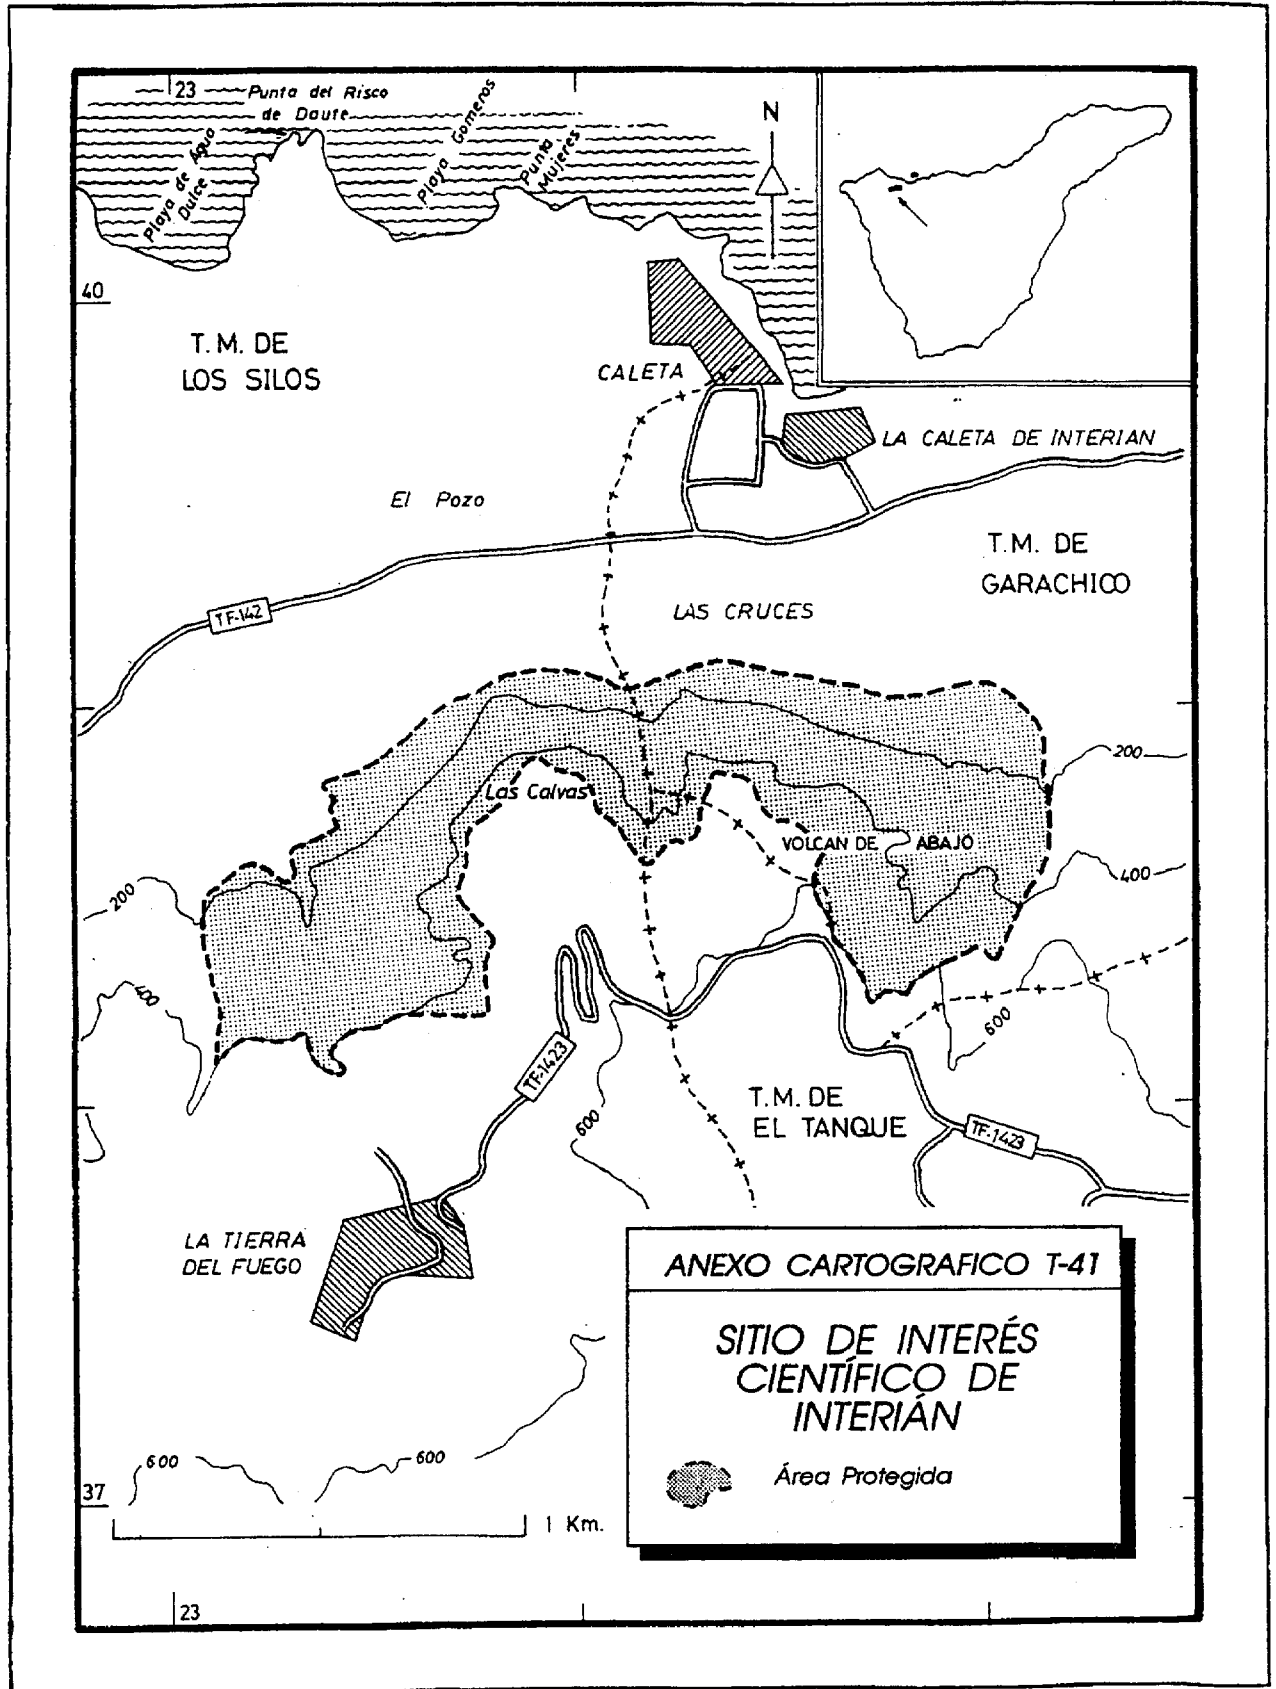 23
Punta del Risco
de Daute
Playa de Agua
Dulce
Playa Gomeros
Punta
Mujeres
N
40
T.M. DE
LOS SILOS
CALETA
LA CALETA DE INTERIAN
El Pozo
T.M. DE
GARACHICO
TF-142
LAS CRUCES
200
Las Calvas
VOLCAN DE ABAJO
400
200
400
600
TF-1423
600
T.M. DE
EL TANQUE
TF-1423
LA TIERRA
DEL FUEGO
ANEXO CARTOGRAFICO T-41
SITIO DE INTERÉS
CIENTÍFICO DE
INTERIÁN
Área Protegida
600
600
37
1 Km.
23